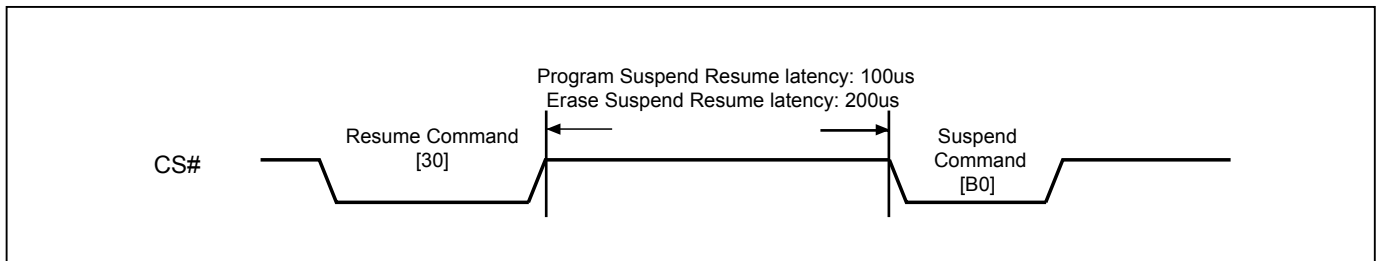 Program Suspend Resume latency: 100us
Erase Suspend Resume latency: 200us
Resume Command
[30]
Suspend
Command
[B0]
CS#